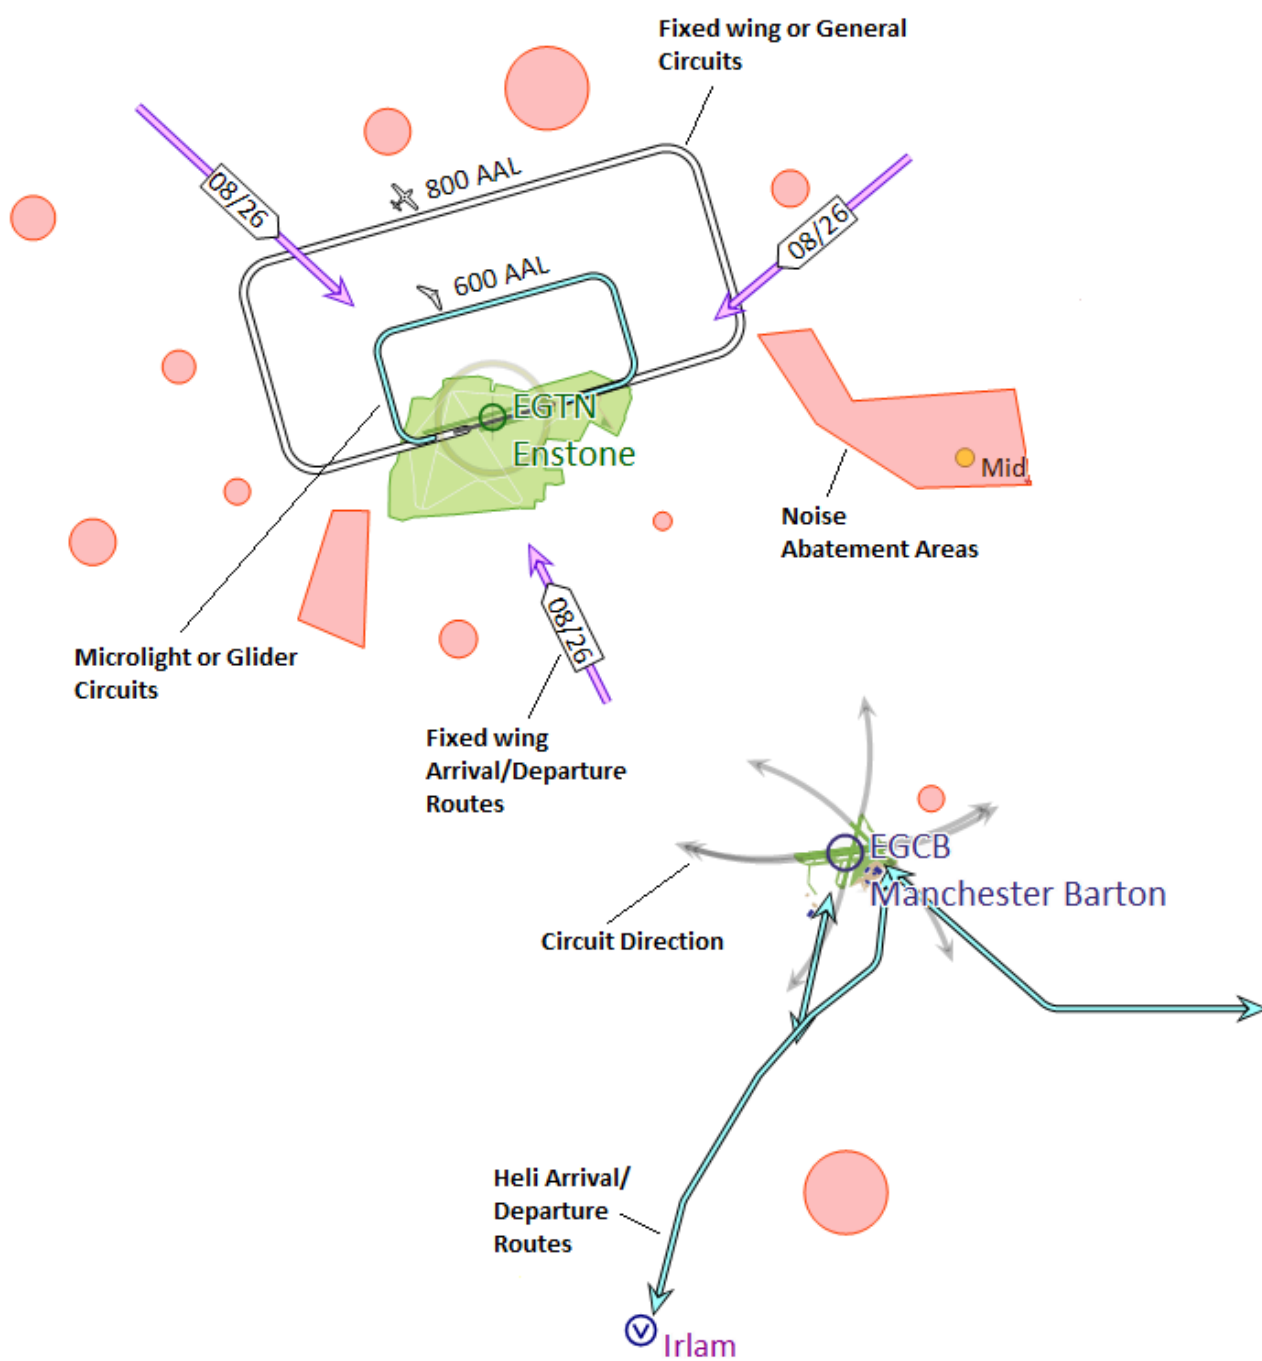 Fixed wing or General
Circuits
800 AAL
08/26
08/26
600 AAL
EGTN
Enstone
Mid
Noise
Abatement Areas
08/26
Microlight or Glider
Circuits
Fixed wing
Arrival/Departure
Routes
EGCB
Manchester Barton
Circuit Direction
Heli Arrival/
Departure
Routes
Irlam